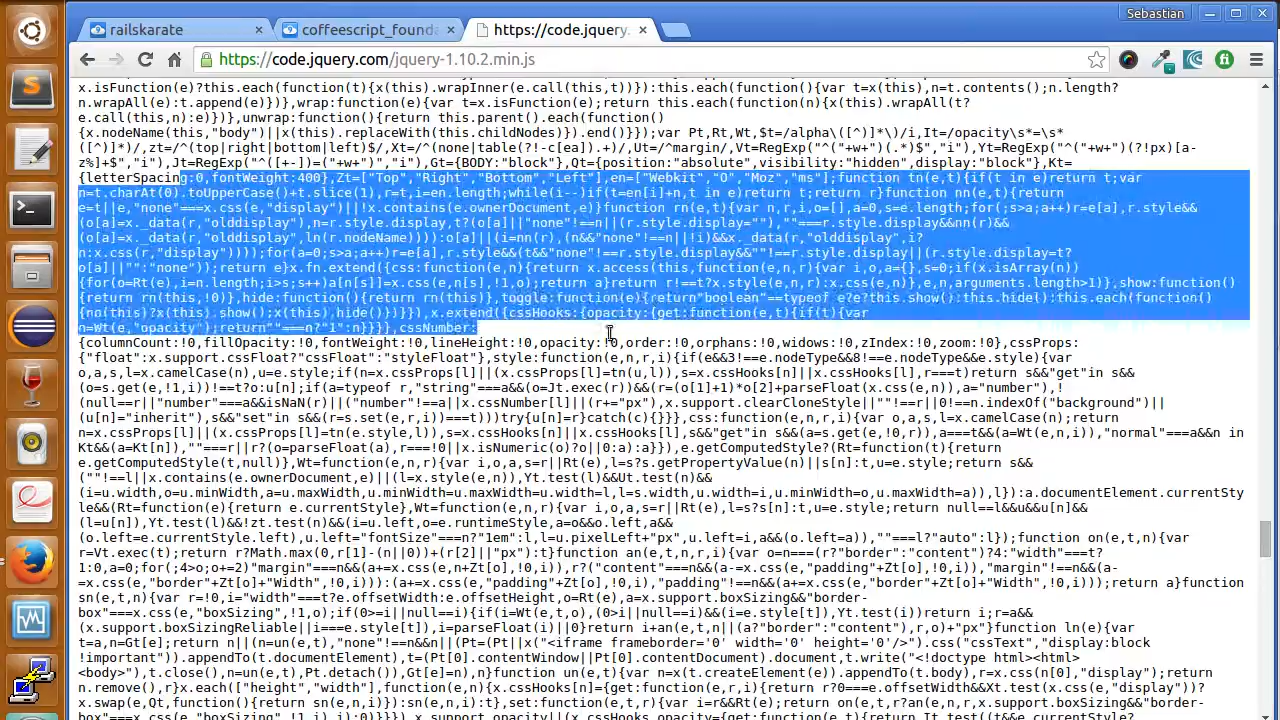 Sebastian
railskarate
coffeescript_founda
https://code.jquery.
https://code.jquery.com/jquery-1.10.2.min.js
x.isFunction(e)?this.each(function(t){x(this).wrapInner(e.call(this,t))}):this.each(function(){var t=x(this),n=t.contents();n.length?
n.wrapAll(e):t.append(e)})},wrap:function(e){var t=x.isFunction(e);return this.each(function(n){x(this).wrapAll(t?
e.call(this,n):e)})},unwrap:function(){return this.parent().each(function()
{x.nodeName(this,"body")||x(this).replaceWith(this.childNodes)}).end()}});var Pt,Rt,Wt,$t=/alpha\([^)]*\)/i,It=/opacity\s*=\s*
([^)]*)/,zt=/^(top|right|bottom|left)$/,Xt=/^(none|table(?!-c[ea]).+)/,Ut=/^margin/,Vt=RegExp("^("+w+")(.*)$","i"),Yt=RegExp("^("+w+")(?!px)[a-
z%]+$","i"),Jt=RegExp("^([+-])=("+w+")","i"),Gt={BODY:"block"},Qt={position:"absolute",visibility:"hidden",display:"block"},Kt=
{letterSpacing:0,fontWeight:400},Zt=["Top","Right","Bottom","Left"],en=["Webkit","O","Moz","ms"];function tn(e,t){if(t in e)return t;var
n=t.charAt(0).toUpperCase()+t.slice(1),r=t,i=en.length;while(i--)if(t=en[i]+n,t in e)return t;return r}function nn(e,t){return
e=t||e,"none"===x.css(e,"display")||!x.contains(e.ownerDocument,e)}function rn(e,t){var n,r,i,o=[],a=0,s=e.length;for(;s>a;a++)r=e[a],r.style&&
(o[a]=x._data(r,"olddisplay"),n=r.style.display,t?(o[a]||"none"!==n||(r.style.display=""),""===r.style.display&&nn(r)&&
(o[a]=x._data(r,"olddisplay",ln(r.nodeName)))):o[a]||(i=nn(r),(n&&"none"!==n||!i)&&x._data(r,"olddisplay",i?
n:x.css(r,"display"))));for(a=0;s>a;a++)r=e[a],r.style&&(t&&"none"!==r.style.display&&""!==r.style.display||(r.style.display=t?
o[a]||"":"none"));return e}x.fn.extend({css:function(e,n){return x.access(this,function(e,n,r){var i,o,a={},s=0;if(x.isArray(n))
{for(o=Rt(e),i=n.length;i>s;s++)a[n[s]]=x.css(e,n[s],!1,o);return a}return r!==t?x.style(e,n,r):x.css(e,n)},e,n,arguments.length>1)},show:function()
{return rn(this,!0)},hide:function(){return rn(this)},toggle:function(e){return"boolean"==typeof e?e?this.show():this.hide():this.each(function()
{nn(this)?x(this).show():x(this).hide()})}}),x.extend({cssHooks:{opacity:{get:function(e,t){if(t){var
n=Wt(e,"opacity");return""===n?"1":n}}}},cssNumber:
{columnCount:!0,fillOpacity:!0,fontWeight:!0,lineHeight:!0,opacity:!0,order:!0,orphans:!0,widows:!0,zIndex:!0,zoom:!0},cssProps:
{"float":x.support.cssFloat?"cssFloat":"styleFloat"},style:function(e,n,r,i){if(e&&3!==e.nodeType&&8!==e.nodeType&&e.style){var
o,a,s,l=x.camelCase(n),u=e.style;if(n=x.cssProps[l]||(x.cssProps[l]=tn(u,l)),s=x.cssHooks[n]||x.cssHooks[l],r===t)return s&&"get"in s&&
(o=s.get(e,!1,i))!==t?o:u[n];if(a=typeof r,"string"===a&&(o=Jt.exec(r))&&(r=(o[1]+1)*o[2]+parseFloat(x.css(e,n)),a="number"),!
(null==r||"number"===a&&isNaN(r)||("number"!==a||x.cssNumber[l]||(r+="px"),x.support.clearCloneStyle||""!==r||0!==n.indexOf("background")||
(u[n]="inherit"),s&&"set"in s&&(r=s.set(e,r,i))===t)))try{u[n]=r}catch(c){}}},css:function(e,n,r,i){var o,a,s,l=x.camelCase(n);return
n=x.cssProps[l]||(x.cssProps[l]=tn(e.style,l)),s=x.cssHooks[n]||x.cssHooks[l],s&&"get"in s&&(a=s.get(e,!0,r)),a===t&&(a=Wt(e,n,i)),"normal"===a&&n in
Kt&&(a=Kt[n]),""===r||r?(o=parseFloat(a),r===!0||x.isNumeric(o)?o||0:a):a}}),e.getComputedStyle?(Rt=function(t){return
e.getComputedStyle(t,null)},Wt=function(e,n,r){var i,o,a,s=r||Rt(e),l=s?s.getPropertyValue(n)||s[n]:t,u=e.style;return s&&
(""!==l||x.contains(e.ownerDocument,e)||(l=x.style(e,n)),Yt.test(l)&&Ut.test(n)&&
(i=u.width,o=u.minWidth,a=u.maxWidth,u.minWidth=u.maxWidth=u.width=l,l=s.width,u.width=i,u.minWidth=o,u.maxWidth=a)),l}):a.documentElement.currentSty
le&&(Rt=function(e){return e.currentStyle},Wt=function(e,n,r){var i,o,a,s=r||Rt(e),l=s?s[n]:t,u=e.style;return null==l&&u&&u[n]&&
(l=u[n]),Yt.test(l)&&!zt.test(n)&&(i=u.left,o=e.runtimeStyle,a=o&&o.left,a&&
(o.left=e.currentStyle.left),u.left="fontSize"===n?"1em":l,l=u.pixelLeft+"px",u.left=i,a&&(o.left=a)),""===l?"auto":l});function on(e,t,n){var
r=Vt.exec(t);return r?Math.max(0,r[1]-(n||0))+(r[2]||"px"):t}function an(e,t,n,r,i){var o=n===(r?"border":"content")?4:"width"===t?
1:0,a=0;for(;4>o;o+=2)"margin"===n&&(a+=x.css(e,n+Zt[o],!0,i)),r?("content"===n&&(a-=x.css(e,"padding"+Zt[o],!0,i)),"margin"!==n&&(a-
=x.css(e,"border"+Zt[o]+"Width",!0,i))):(a+=x.css(e,"padding"+Zt[o],!0,i),"padding"!==n&&(a+=x.css(e,"border"+Zt[o]+"Width",!0,i)));return a}function
sn(e,t,n){var r=!0,i="width"===t?e.offsetWidth:e.offsetHeight,o=Rt(e),a=x.support.boxSizing&&"border-
box"===x.css(e,"boxSizing",!1,o);if(0>=i||null==i){if(i=Wt(e,t,o),(0>i||null==i)&&(i=e.style[t]),Yt.test(i))return i;r=a&&
(x.support.boxSizingReliable||i===e.style[t]),i=parseFloat(i)||0}return i+an(e,t,n||(a?"border":"content"),r,o)+"px"}function ln(e){var
t=a,n=Gt[e];return n||(n=un(e,t),"none"!==n&&n||(Pt=(Pt||x("<iframe frameborder='0' width='0' height='0'/>").css("cssText","display:block
!important")).appendTo(t.documentElement),t=(Pt[0].contentWindow||Pt[0].contentDocument).document,t.write("<!doctype html><html>
<body>"),t.close(),n=un(e,t),Pt.detach()),Gt[e]=n),n}function un(e,t){var n=x(t.createElement(e)).appendTo(t.body),r=x.css(n[0],"display");return
n.remove(),r}x.each(["height","width"],function(e,n){x.cssHooks[n]={get:function(e,r,i){return r?0===e.offsetWidth&&Xt.test(x.css(e,"display"))?
x.swap(e,Qt,function(){return sn(e,n,i)}):sn(e,n,i):t},set:function(e,t,r){var i=r&&Rt(e);return on(e,t,r?an(e,n,r,x.support.boxSizing&&"border-